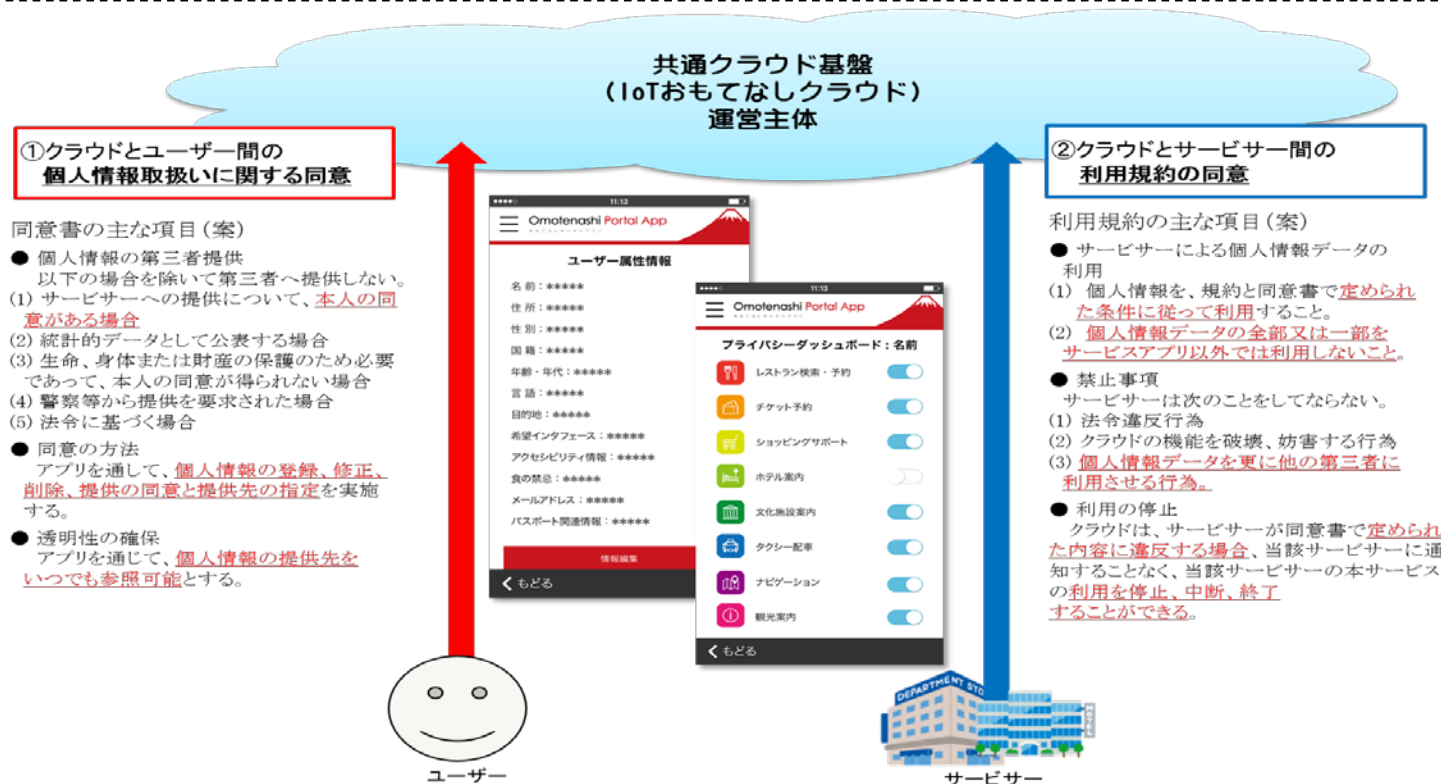 共通クラウド基盤
(IoTおもてなしクラウド)
運営主体
①クラウドとユーザー間の
個人情報取扱いに関する同意
同意書の主な項目(案)
● 個人情報の第三者提供
以下の場合を除いて第三者へ提供しない。
(1) サービサーへの提供について、本人の同
意がある場合
(2) 統計的データとして公表する場合
(3) 生命、身体または財産の保護のため必要
であって、本人の同意が得られない場合
(4) 警察等から提供を要求された場合
(5) 法令に基づく場合
● 同意の方法
アプリを通して、個人情報の登録、修正、
削除、提供の同意と提供先の指定を実施
する。
● 透明性の確保
アプリを通じて、個人情報の提供先を
いつでも参照可能とする。
11:13
Omotenashi Portal App
ユーザー属性情報
名 前：*****
住 所：*****
性 別：*****
国 籍：*****
年齢・年代：*****
言 語：*****
目的地：*****
希望インタフェース：*****
アクセシビリティ情報：*****
食の禁忌：*****
メールアドレス：*****
パスポート関連情報：*****
情報編集
もどる
11:13
Omotenashi Portal App
プライバシーダッシュボード：名前
レストラン検索・予約
チケット予約
ショッピングサポート
ホテル案内
文化施設案内
タクシー配車
ナビゲーション
観光案内
もどる
②クラウドとサービサー間の
利用規約の同意
利用規約の主な項目(案)
● サービサーによる個人情報データの
利用
(1) 個人情報を、規約と同意書で定められ
た条件に従って利用すること。
(2) 個人情報データの全部又は一部を
サービスアプリ以外では利用しないこと。
● 禁止事項
サービサーは次のことをしてならない。
(1) 法令違反行為
(2) クラウドの機能を破壊、妨害する行為
(3) 個人情報データを更に他の第三者に
利用させる行為。
● 利用の停止
クラウドは、サービサーが同意書で定められ
た内容に違反する場合、当該サービサーに通
知することなく、当該サービサーの本サービス
の利用を停止、中断、終了
することができる。
ユーザー
DEPARTMENT STO
HOTEL
サービサー